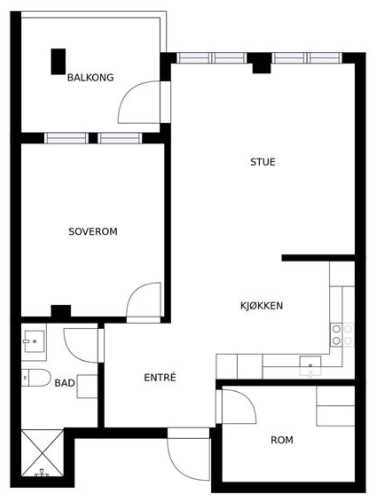 BALKONG
STUE
SOVEROM
KJØKKEN
ENTRÉ
BAD
ROM